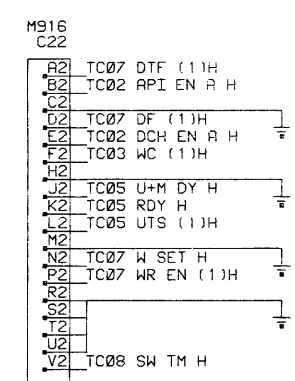 M916
C22
A2 TC07 DTF (1)H
B2 TC02 API EN A H
C2
D2 TC07 DF (1)H
E2 TC02 DCH EN A H
F2 TC03 WC (1)H
H2
J2 TC05 U+M DY H
K2 TC05 RDY H
L2 TC05 UTS (1)H
M2
N2 TC07 W SET H
P2 TC07 WR EN (1)H
R2
S2
T2
U2
V2 TC08 SW TM H